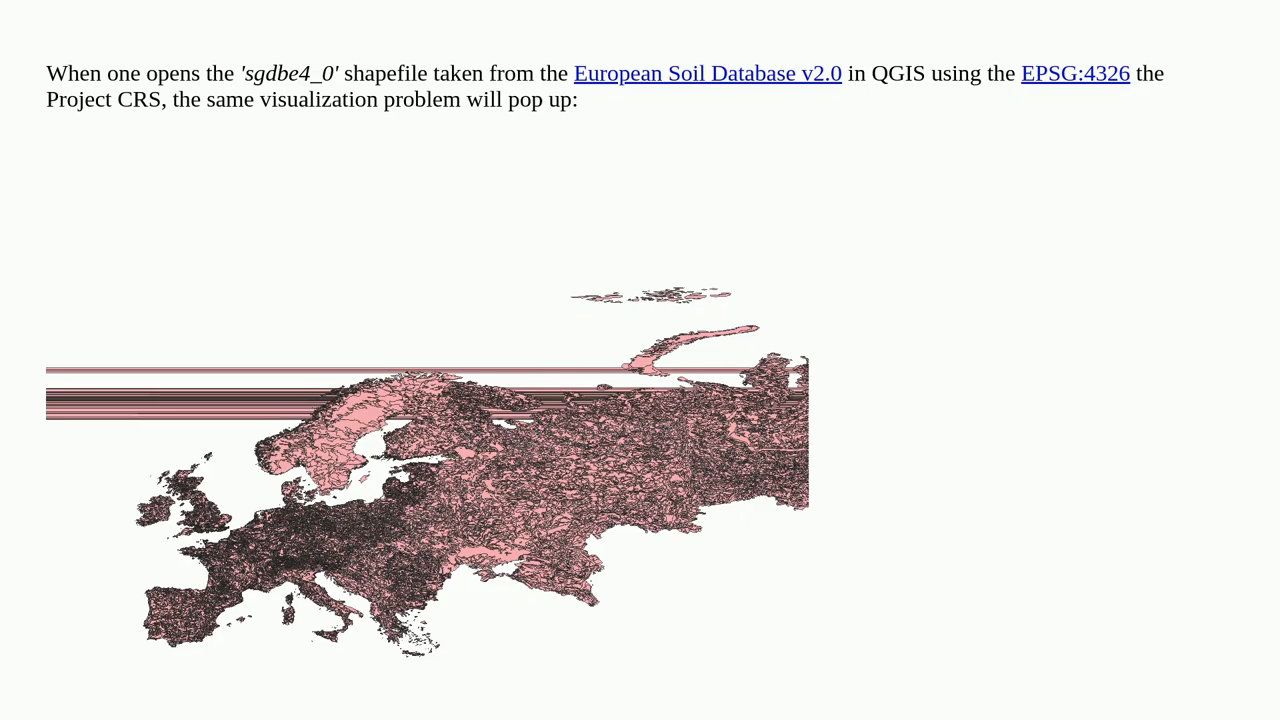 When one opens the 'sgdbe4_0' shapefile taken from the European Soil Database v2.0 in QGIS using the EPSG:4326 the
Project CRS, the same visualization problem will pop up: